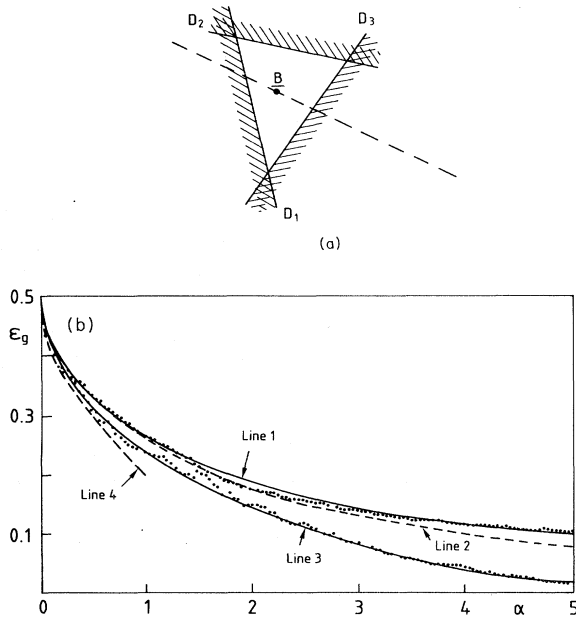 D2 D3
B
D1
(a)
0.5
(b)
εg
0.3
Line 1
Line 4
0.1
Line 2
Line 3
0 1 2 3 4 α 5